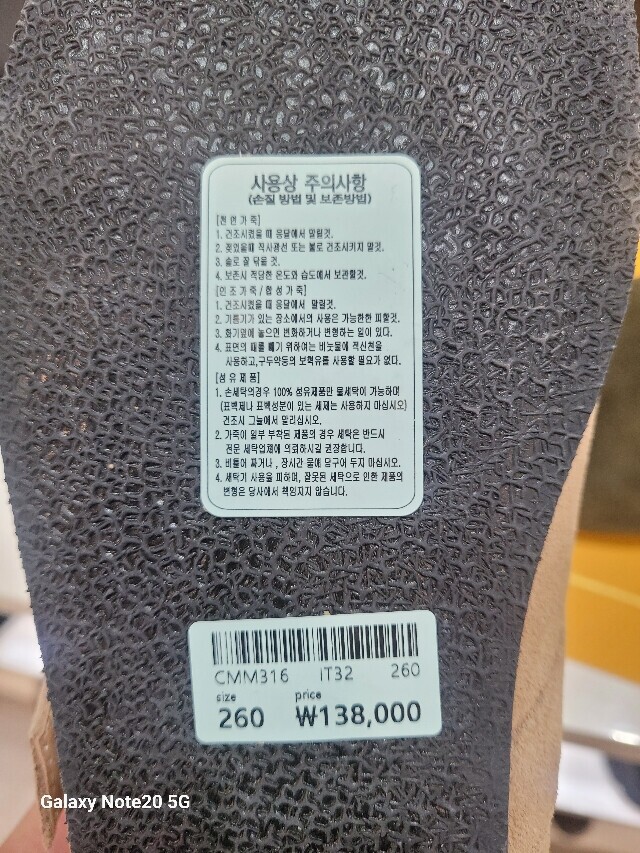 사용상 주의사항
(손질 방법 및 보존방법)
[천연가죽]
1. 건조시켰을 때 응달에서 말릴것.
2. 젖었을때 직사광선 또는 불로 건조시키지 말것.
3. 솔로 잘 닦을 것.
4. 보존시 적당한 온도와 습도에서 보관할것.
[인조가죽/합성가죽]
1. 건조시켰을 때 응달에서 말릴것.
2. 기름기가 있는 장소에서의 사용은 가능한한 피할것.
3. 화기옆에 놓으면 변화하거나 변형하는 일이 있다.
4. 표면의 때를 빼기 위하여는 비눗물에 적신천을
사용하고,구두약등의 보혁유를 사용할 필요가 없다.
[섬유제품]
1. 손세탁의경우 100% 섬유제품만 물세탁이 가능하며
(표백제나 표백성분이 있는 세제는 사용하지 마십시오)
건조시 그늘에서 말리십시오.
2. 가죽이 일부 부착된 제품의 경우 세탁은 반드시
전문 세탁업체에 의뢰하시길 권장합니다.
3. 비틀어 짜거나, 장시간 물에 담구어 두지 마십시오.
4. 세탁기 사용을 피하며, 잘못된 세탁으로 인한 제품의
변형은 당사에서 책임지지 않습니다.
CMM316 iT32 260
size price
260 ₩138,000
Galaxy Note20 5G